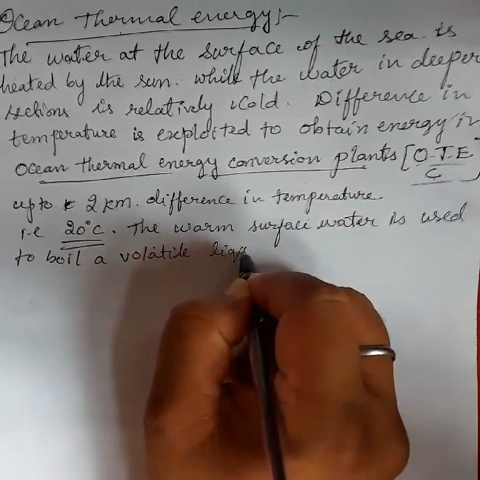 Ocean Thermal energy:-
The water at the surface of the sea is
heated by the sun. while the water in deeper
sections is relatively cold. Difference in
temperature is exploited to obtain energy in
Ocean thermal energy conversion plants [O-T.E
C]
upto 2 km. difference in temperature
i.e 20°C. The warm surface water is used
to boil a volatile liq